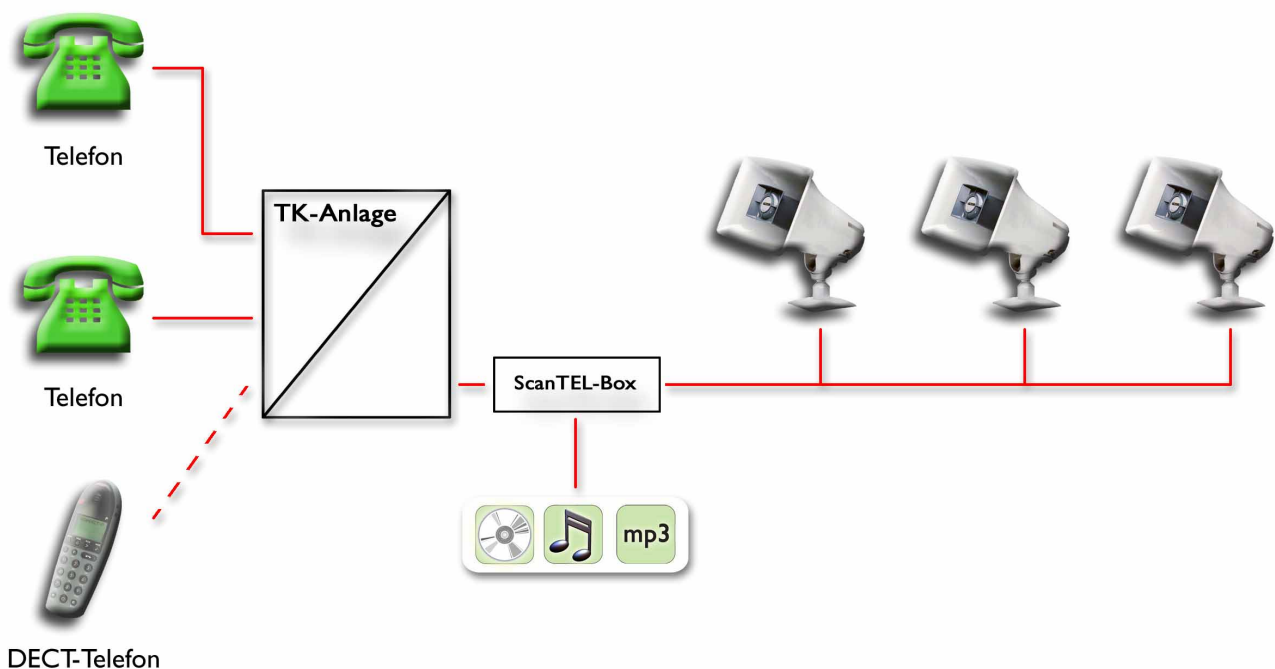 Telefon
TK-Anlage
Telefon
ScanTEL-Box
mp3
DECT-Telefon